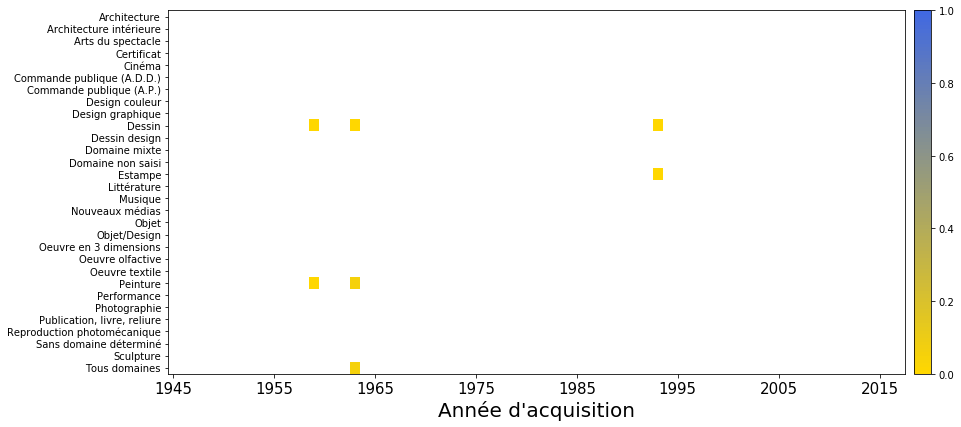 Architecture
Architecture intérieure
Arts du spectacle
Certificat
Cinéma
Commande publique (A.D.D.)
Commande publique (A.P.)
Design couleur
Design graphique
Dessin
Dessin design
Domaine mixte
Domaine non saisi
Estampe
Littérature
Musique
Nouveaux médias
Objet
Objet/Design
Oeuvre en 3 dimensions
Oeuvre olfactive
Oeuvre textile
Peinture
Performance
Photographie
Publication, livre, reliure
Reproduction photomécanique
Sans domaine déterminé
Sculpture
Tous domaines
1945 1955 1965 1975 1985 1995 2005 2015
Année d'acquisition
1.0
0.8
0.6
0.4
0.2
0.0